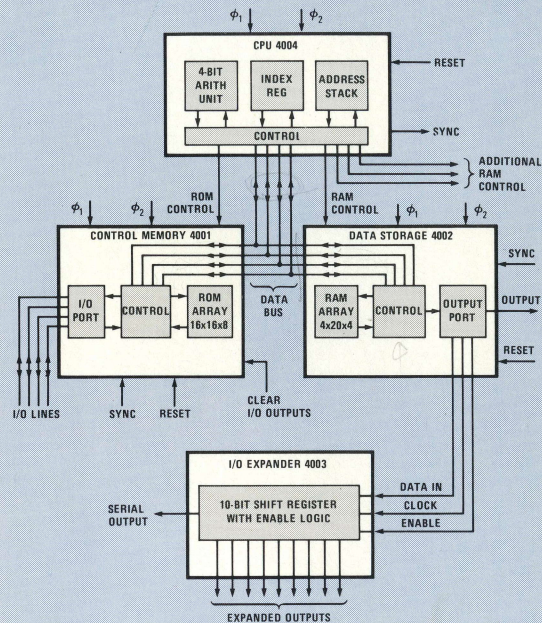 ϕ1 ϕ2
CPU 4004
4-BIT ARITH UNIT
INDEX REG
ADDRESS STACK
RESET
CONTROL
SYNC
ADDITIONAL RAM CONTROL
ROM CONTROL
RAM CONTROL
ϕ1 ϕ2
ϕ1 ϕ2
CONTROL MEMORY 4001
I/O PORT
CONTROL
ROM ARRAY 16x16x8
DATA BUS
DATA STORAGE 4002
RAM ARRAY 4x20x4
CONTROL
OUTPUT PORT
SYNC
OUTPUT
RESET
I/O LINES
SYNC
RESET
CLEAR I/O OUTPUTS
I/O EXPANDER 4003
10-BIT SHIFT REGISTER WITH ENABLE LOGIC
SERIAL OUTPUT
DATA IN
CLOCK
ENABLE
EXPANDED OUTPUTS